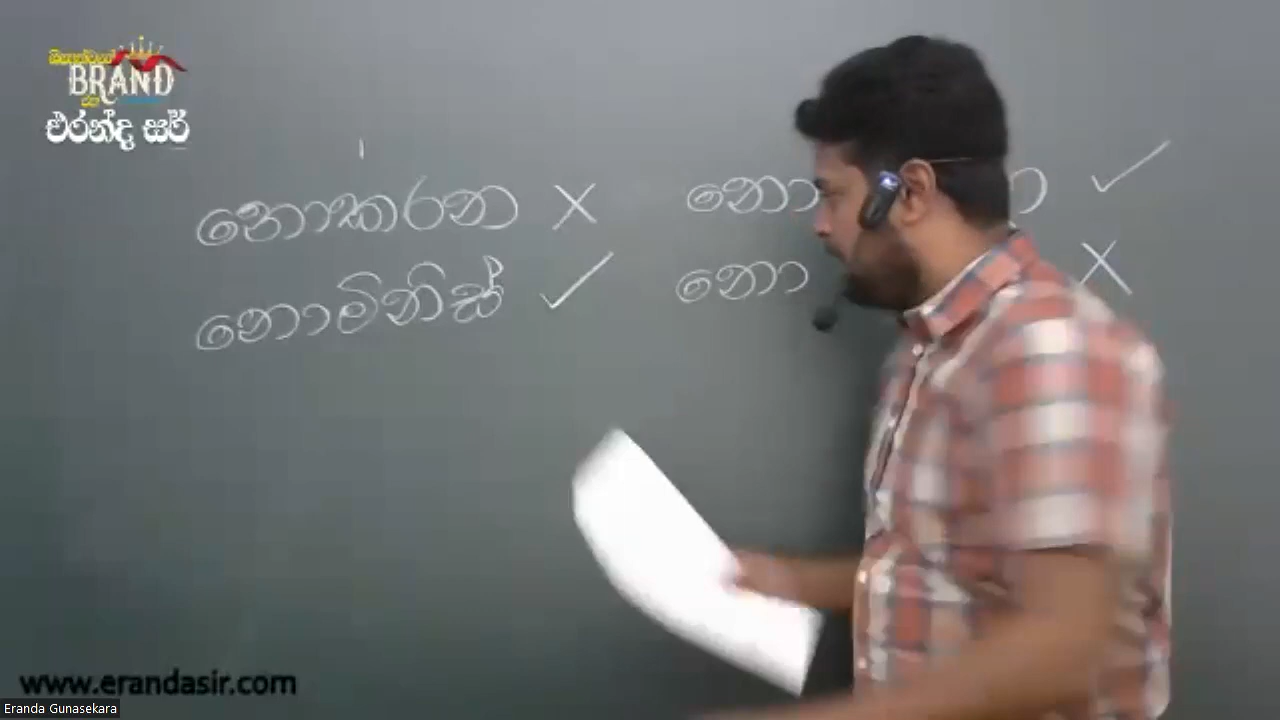 BRAND
එරන්ද සර්
නොකරන ×
නොමිනිස් ✓
නො
නො
www.erandasir.com
Eranda Gunasekara